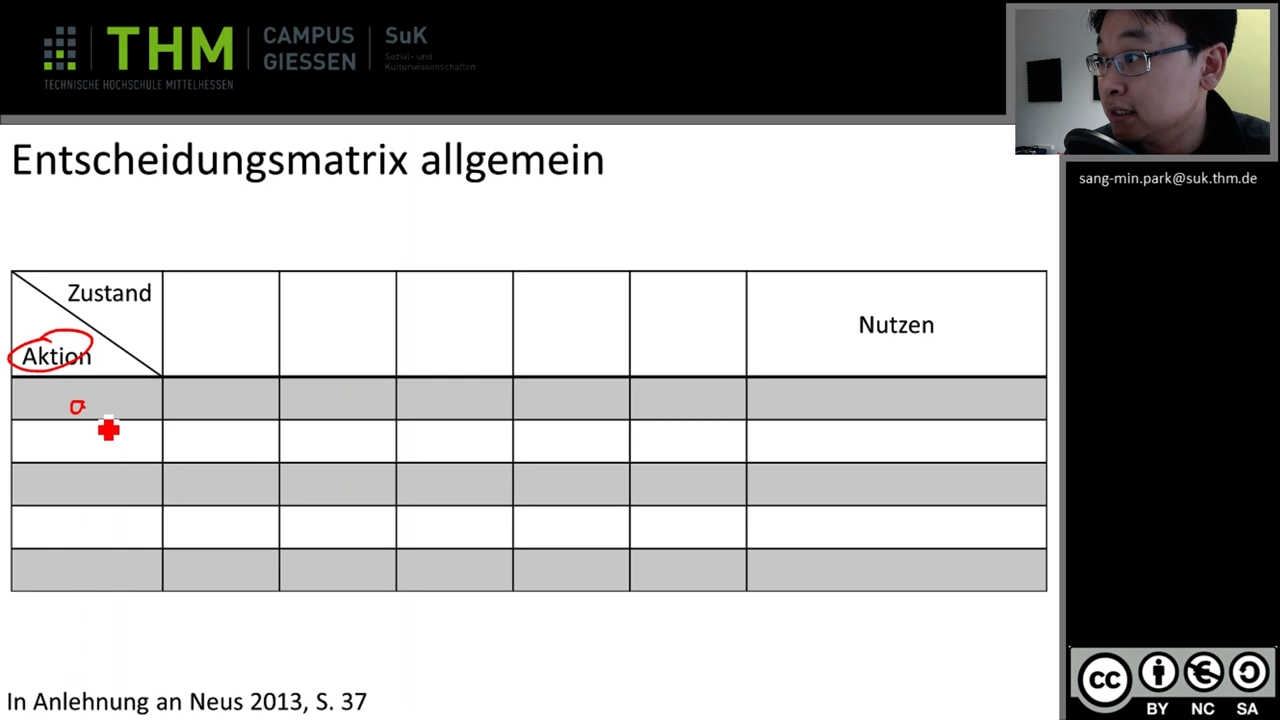 THM
CAMPUS
GIESSEN
SuK
Sozial- und
Kulturwissenschaften
TECHNISCHE HOCHSCHULE MITTELHESSEN
sang-min.park@suk.thm.de
Entscheidungsmatrix allgemein
Zustand
Aktion
Nutzen
a
In Anlehnung an Neus 2013, S. 37
cc
BY NC SA